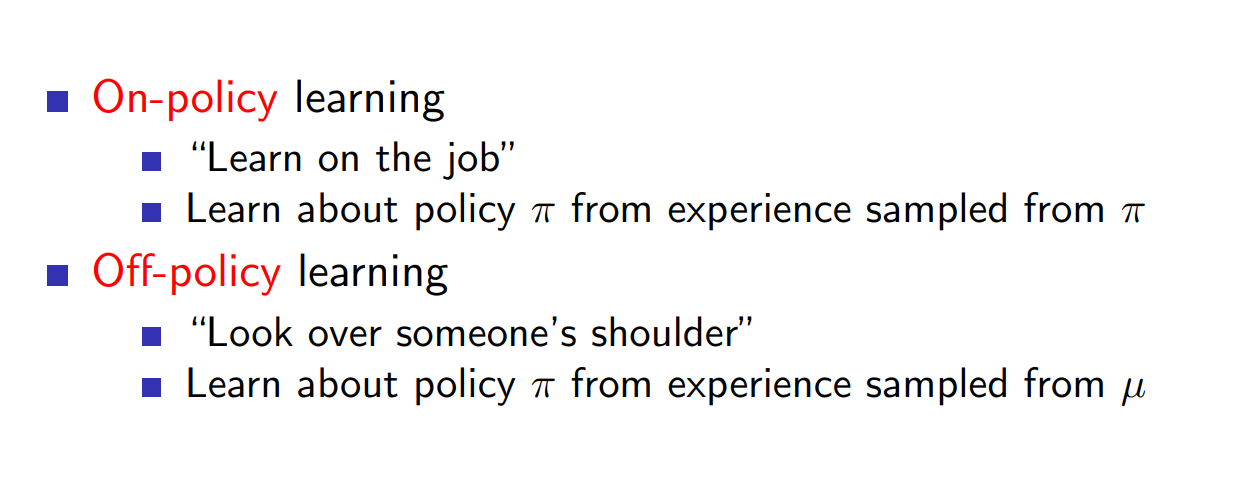 On-policy learning
“Learn on the job”
Learn about policy π from experience sampled from π
Off-policy learning
“Look over someone’s shoulder”
Learn about policy π from experience sampled from μ